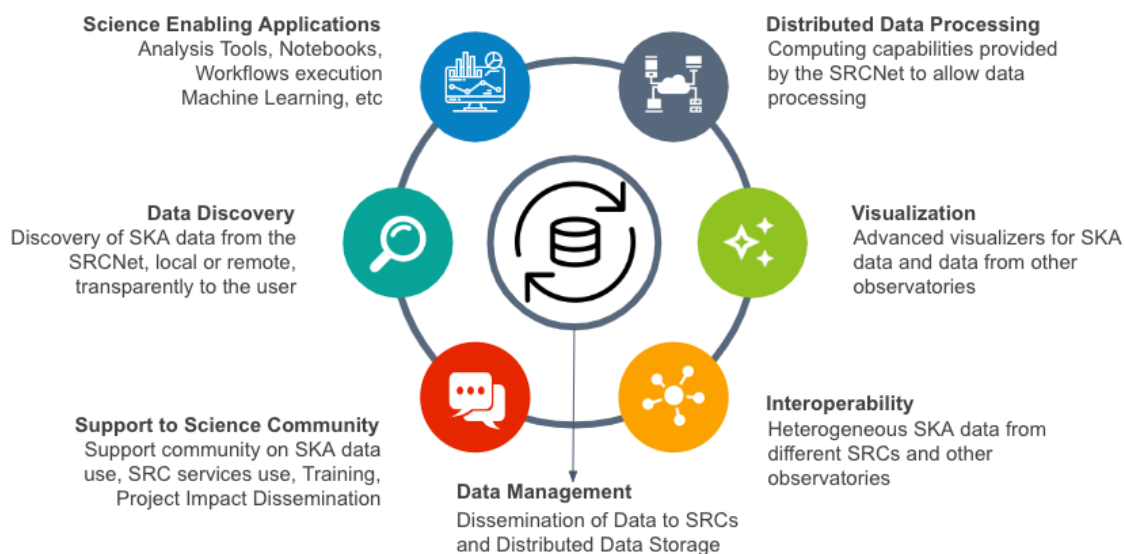 Science Enabling Applications
Analysis Tools, Notebooks,
Workflows execution
Machine Learning, etc
Distributed Data Processing
Computing capabilities provided
by the SRCNet to allow data
processing
Data Discovery
Discovery of SKA data from the
SRCNet, local or remote,
transparently to the user
Visualization
Advanced visualizers for SKA
data and data from other
observatories
Support to Science Community
Support community on SKA data
use, SRC services use, Training,
Project Impact Dissemination
Interoperability
Heterogeneous SKA data from
different SRCs and other
observatories
Data Management
Dissemination of Data to SRCs
and Distributed Data Storage